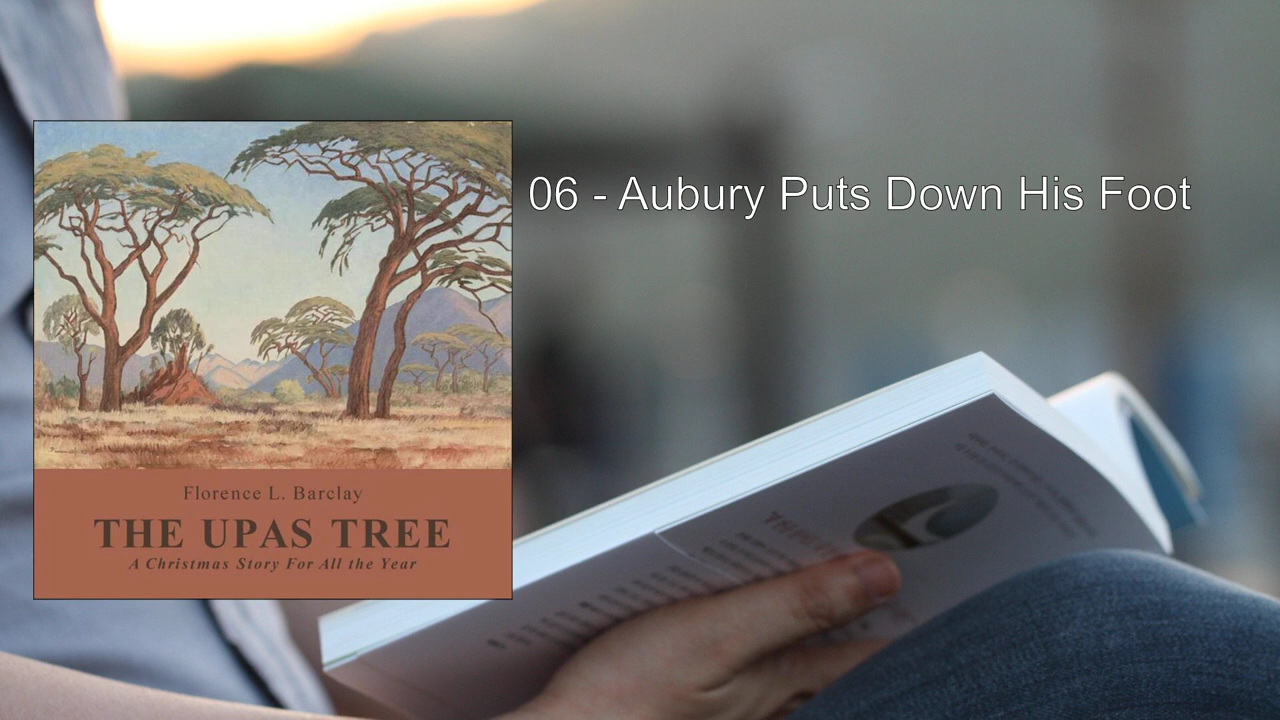 06 - Aubury Puts Down His Foot
Florence L. Barclay
THE UPAS TREE
A Christmas Story For All the Year